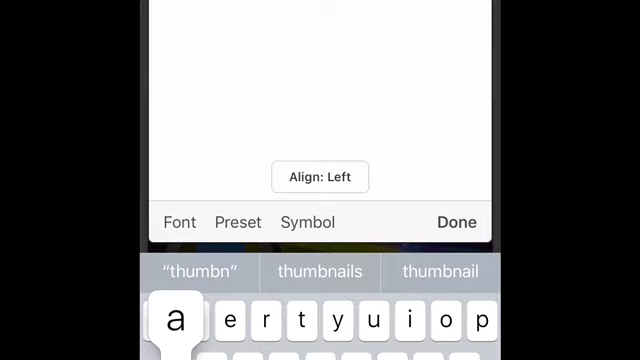 Align: Left
Font Preset Symbol Done
“thumbn” thumbnails thumbnail
a e r t y u i o p